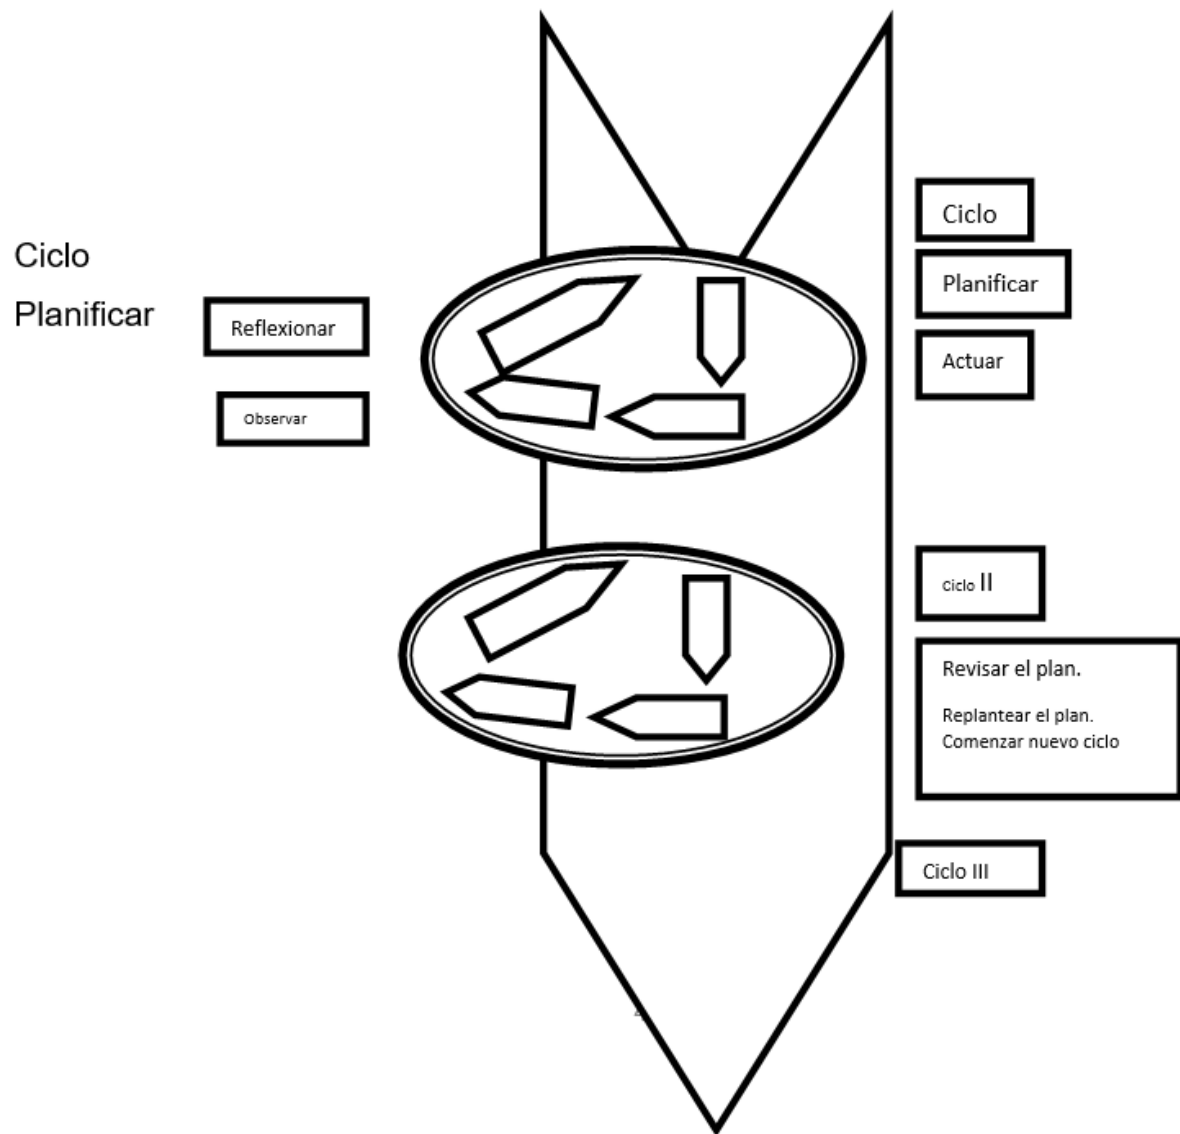 Ciclo
Planificar
Reflexionar
Observar
Ciclo
Planificar
Actuar
Ciclo II
Revisar el plan.
Replantear el plan.
Comenzar nuevo ciclo
Ciclo III